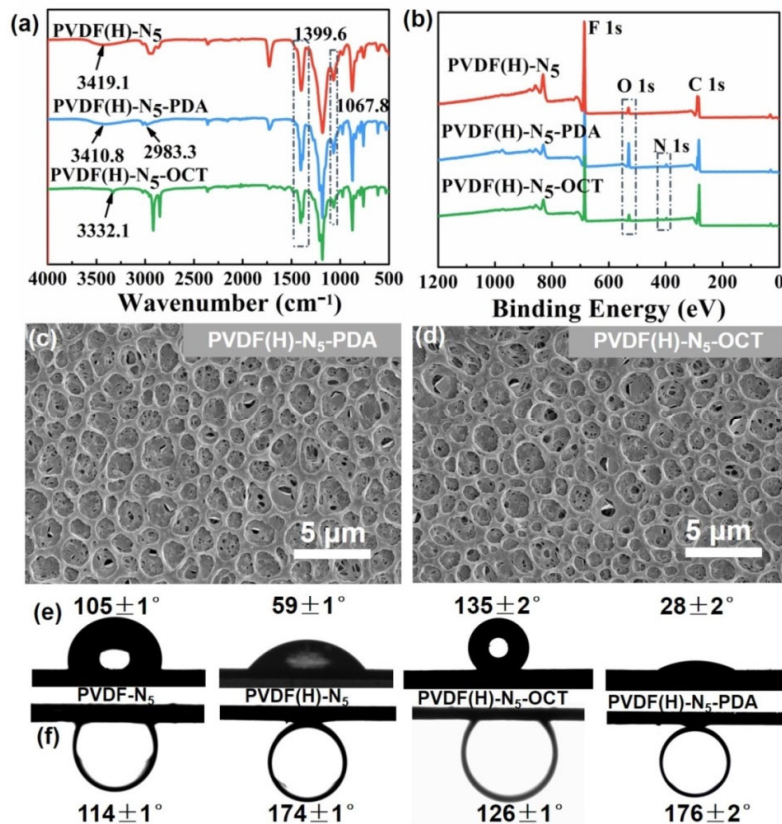 (a)
PVDF(H)-N₅
1399.6
3419.1
PVDF(H)-N₅-PDA
1067.8
3410.8
2983.3
PVDF(H)-N₅-OCT
3332.1
4000 3500 3000 2500 2000 1500 1000 500
Wavenumber (cm⁻¹)
(b)
F 1s
PVDF(H)-N₅
O 1s
C 1s
PVDF(H)-N₅-PDA
N 1s
PVDF(H)-N₅-OCT
1200 1000 800 600 400 200 0
Binding Energy (eV)
(c)
PVDF(H)-N₅-PDA
5 μm
(d)
PVDF(H)-N₅-OCT
5 μm
(e)
105±1° 59±1° 135±2° 28±2°
PVDF-N₅ PVDF(H)-N₅ PVDF(H)-N₅-OCT PVDF(H)-N₅-PDA
(f)
114±1° 174±1° 126±1° 176±2°